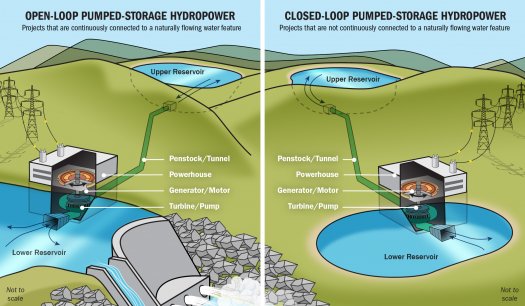 OPEN-LOOP PUMPED-STORAGE HYDROPOWER
Projects that are continuously connected to a naturally flowing water feature
Upper Reservoir
Penstock/Tunnel
Powerhouse
Generator/Motor
Turbine/Pump
Lower Reservoir
Not to
scale
CLOSED-LOOP PUMPED-STORAGE HYDROPOWER
Projects that are not continuously connected to a naturally flowing water feature
Upper Reservoir
Penstock/Tunnel
Powerhouse
Generator/Motor
Turbine/Pump
Lower Reservoir
Not to
scale